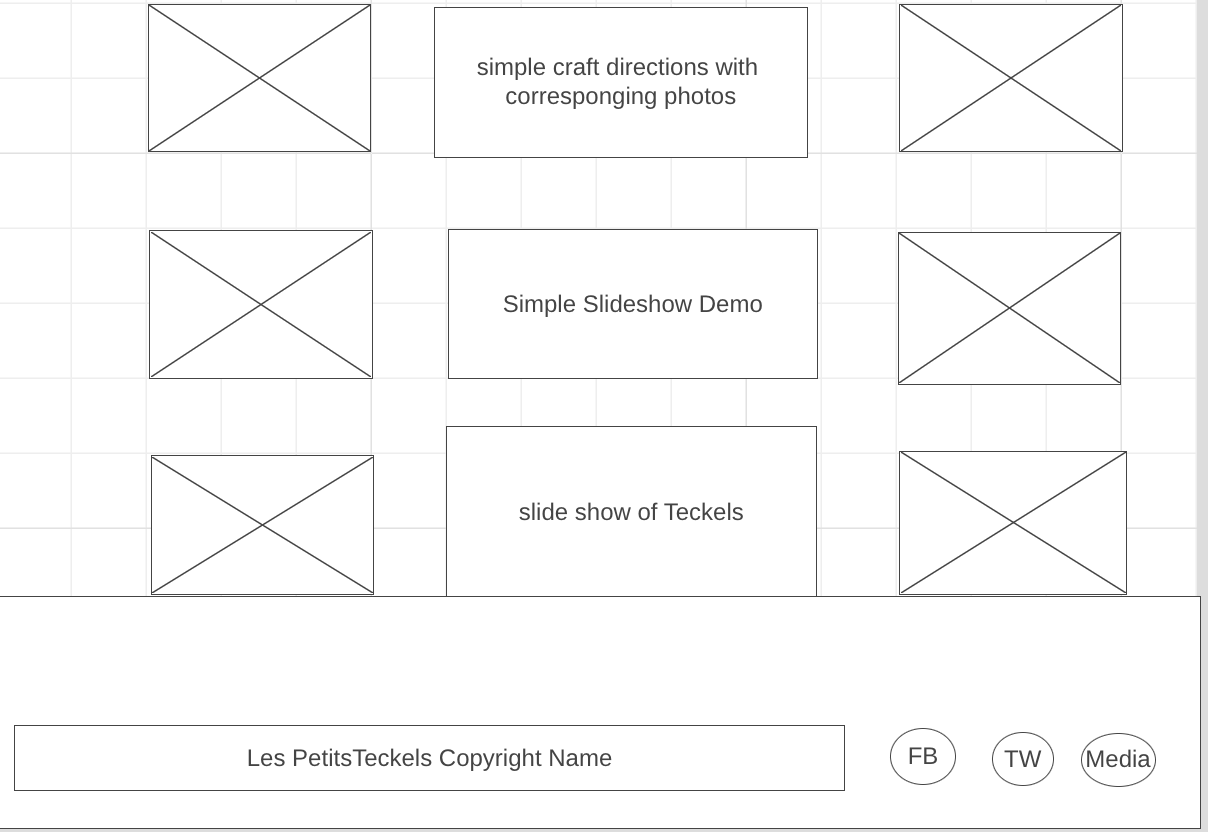 simple craft directions with
corresponging photos
Simple Slideshow Demo
slide show of Teckels
Les PetitsTeckels Copyright Name
FB
TW
Media